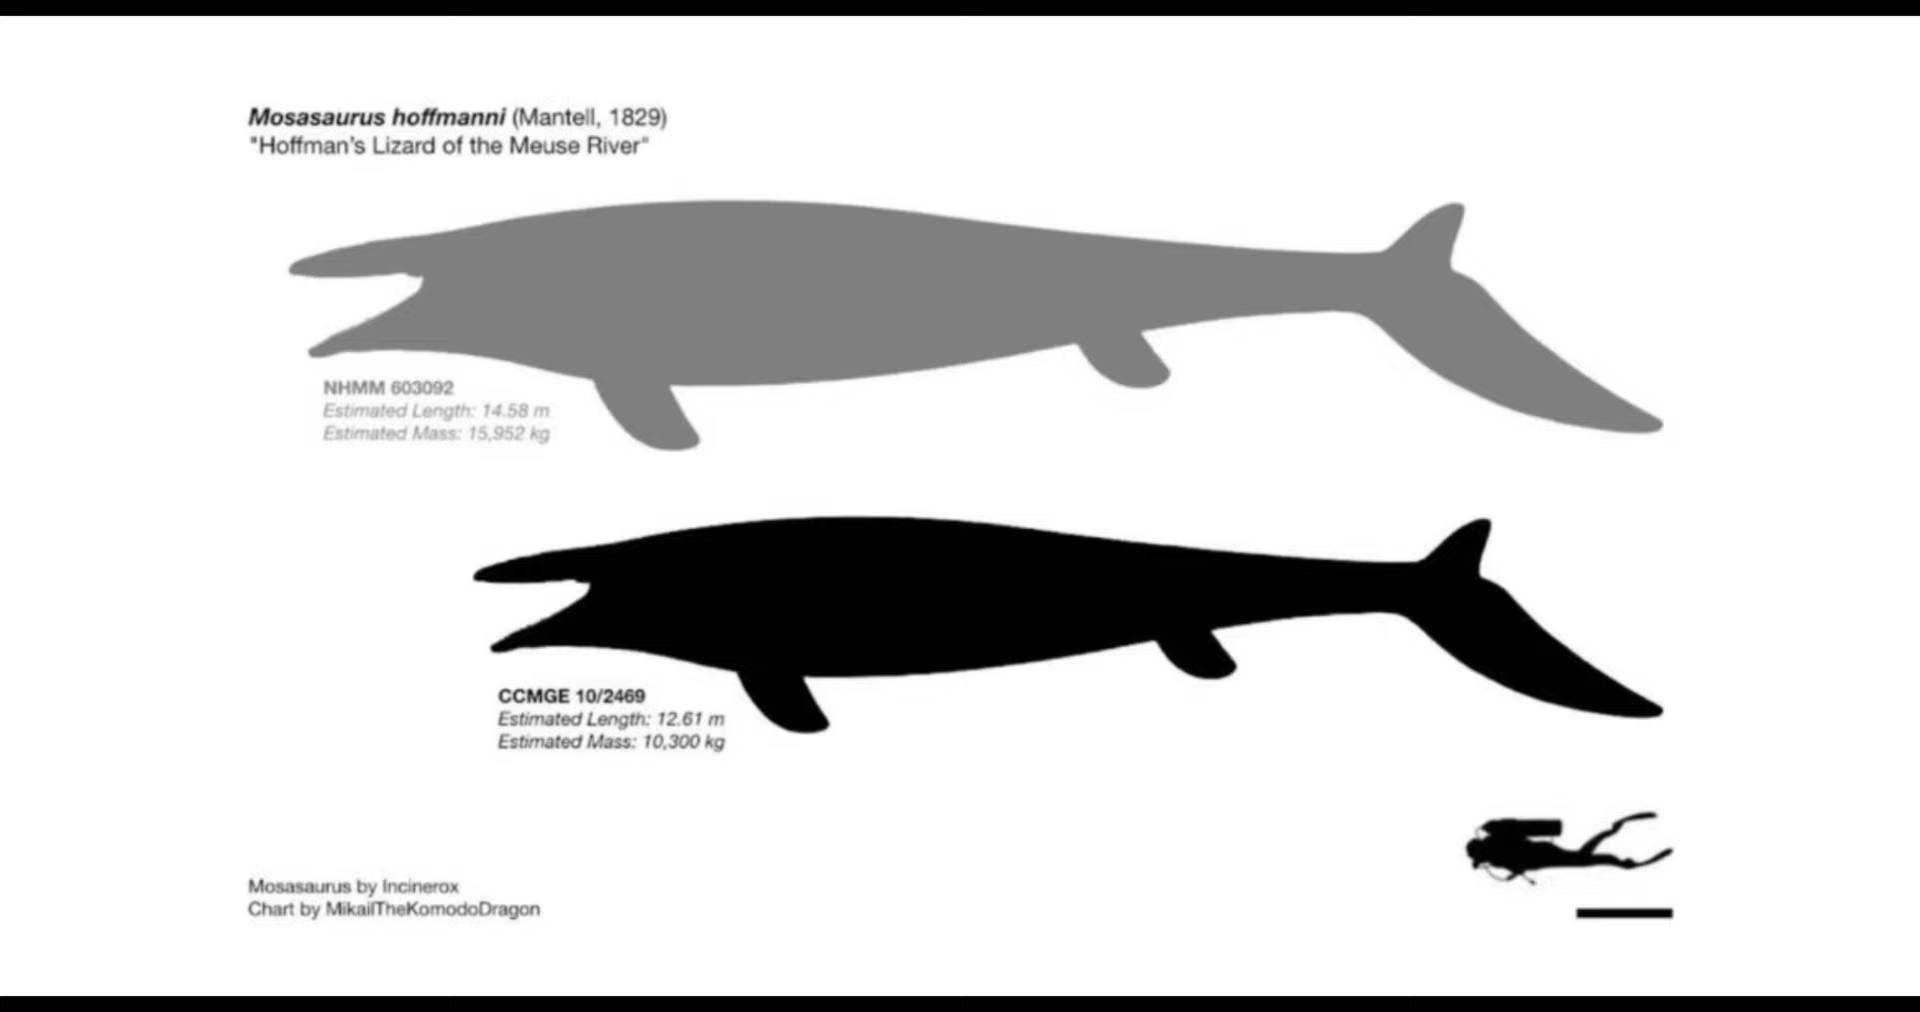 Mosasaurus hoffmanni (Mantell, 1829)
"Hoffman's Lizard of the Meuse River"
NHMM 603092
Estimated Length: 14.58 m
Estimated Mass: 15,952 kg
CCMGE 10/2469
Estimated Length: 12.61 m
Estimated Mass: 10,300 kg
Mosasaurus by Incinerox
Chart by MikailTheKomodoDragon